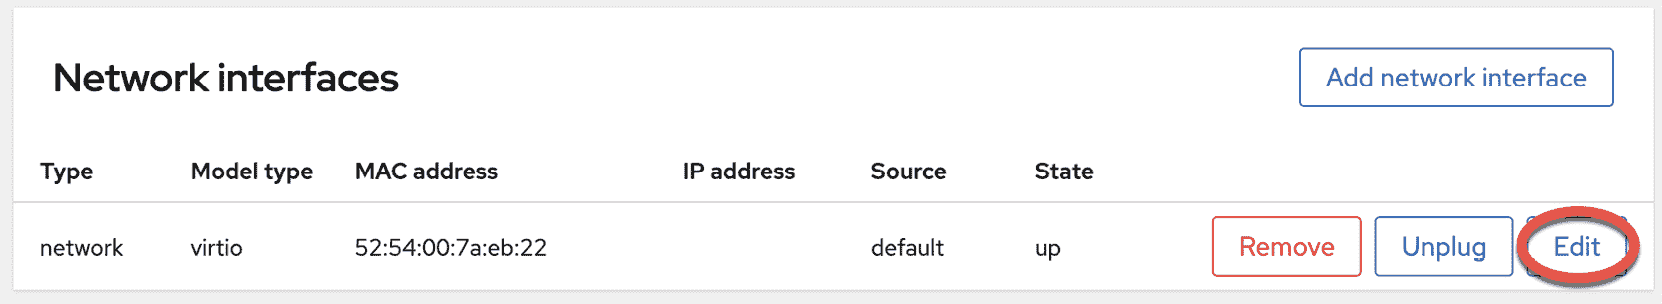 Network interfaces
Add network interface
Type Model type MAC address IP address Source State
network virtio 52:54:00:7a:eb:22 default up Remove Unplug Edit